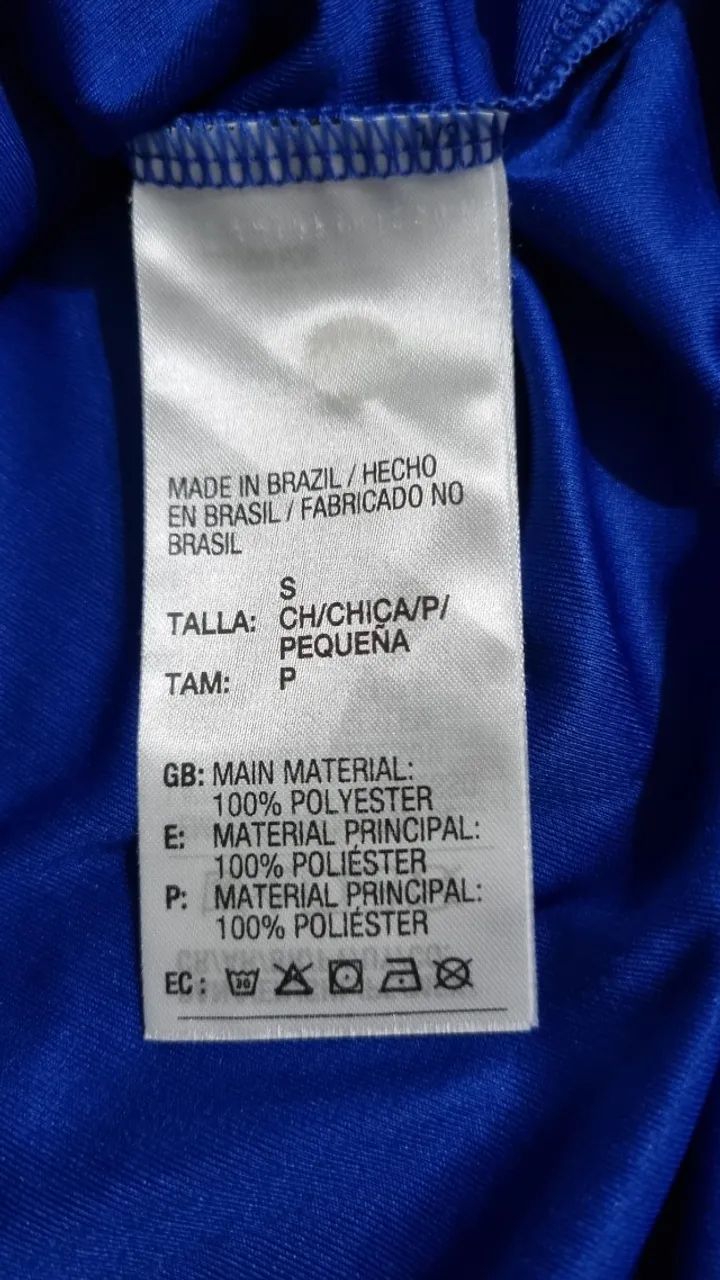 MADE IN BRAZIL / HECHO
EN BRASIL / FABRICADO NO
BRASIL
S
TALLA: CH/CHICA/P/
PEQUEÑA
TAM: P
GB: MAIN MATERIAL:
100% POLYESTER
E: MATERIAL PRINCIPAL:
100% POLIÉSTER
P: MATERIAL PRINCIPAL:
100% POLIÉSTER
EC: 30